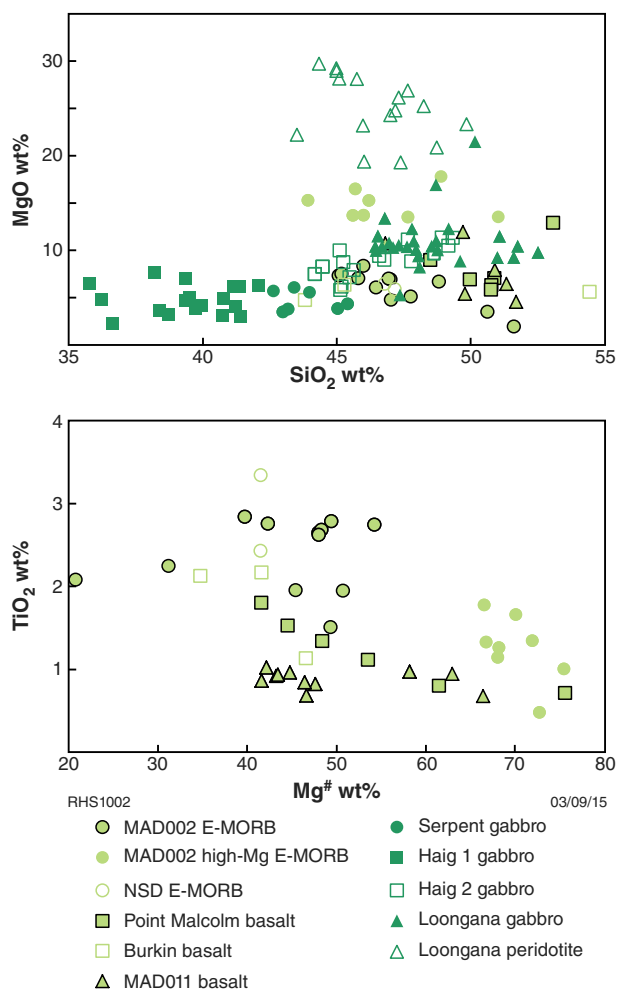 30
20
10
0
MgO wt%
35 40 45 50 55
SiO2 wt%
4
3
2
1
TiO2 wt%
20 30 40 50 60 70 80
Mg# wt%
RHS1002 03/09/15
MAD002 E-MORB
MAD002 high-Mg E-MORB
NSD E-MORB
Point Malcolm basalt
Burkin basalt
MAD011 basalt
Serpent gabbro
Haig 1 gabbro
Haig 2 gabbro
Loongana gabbro
Loongana peridotite